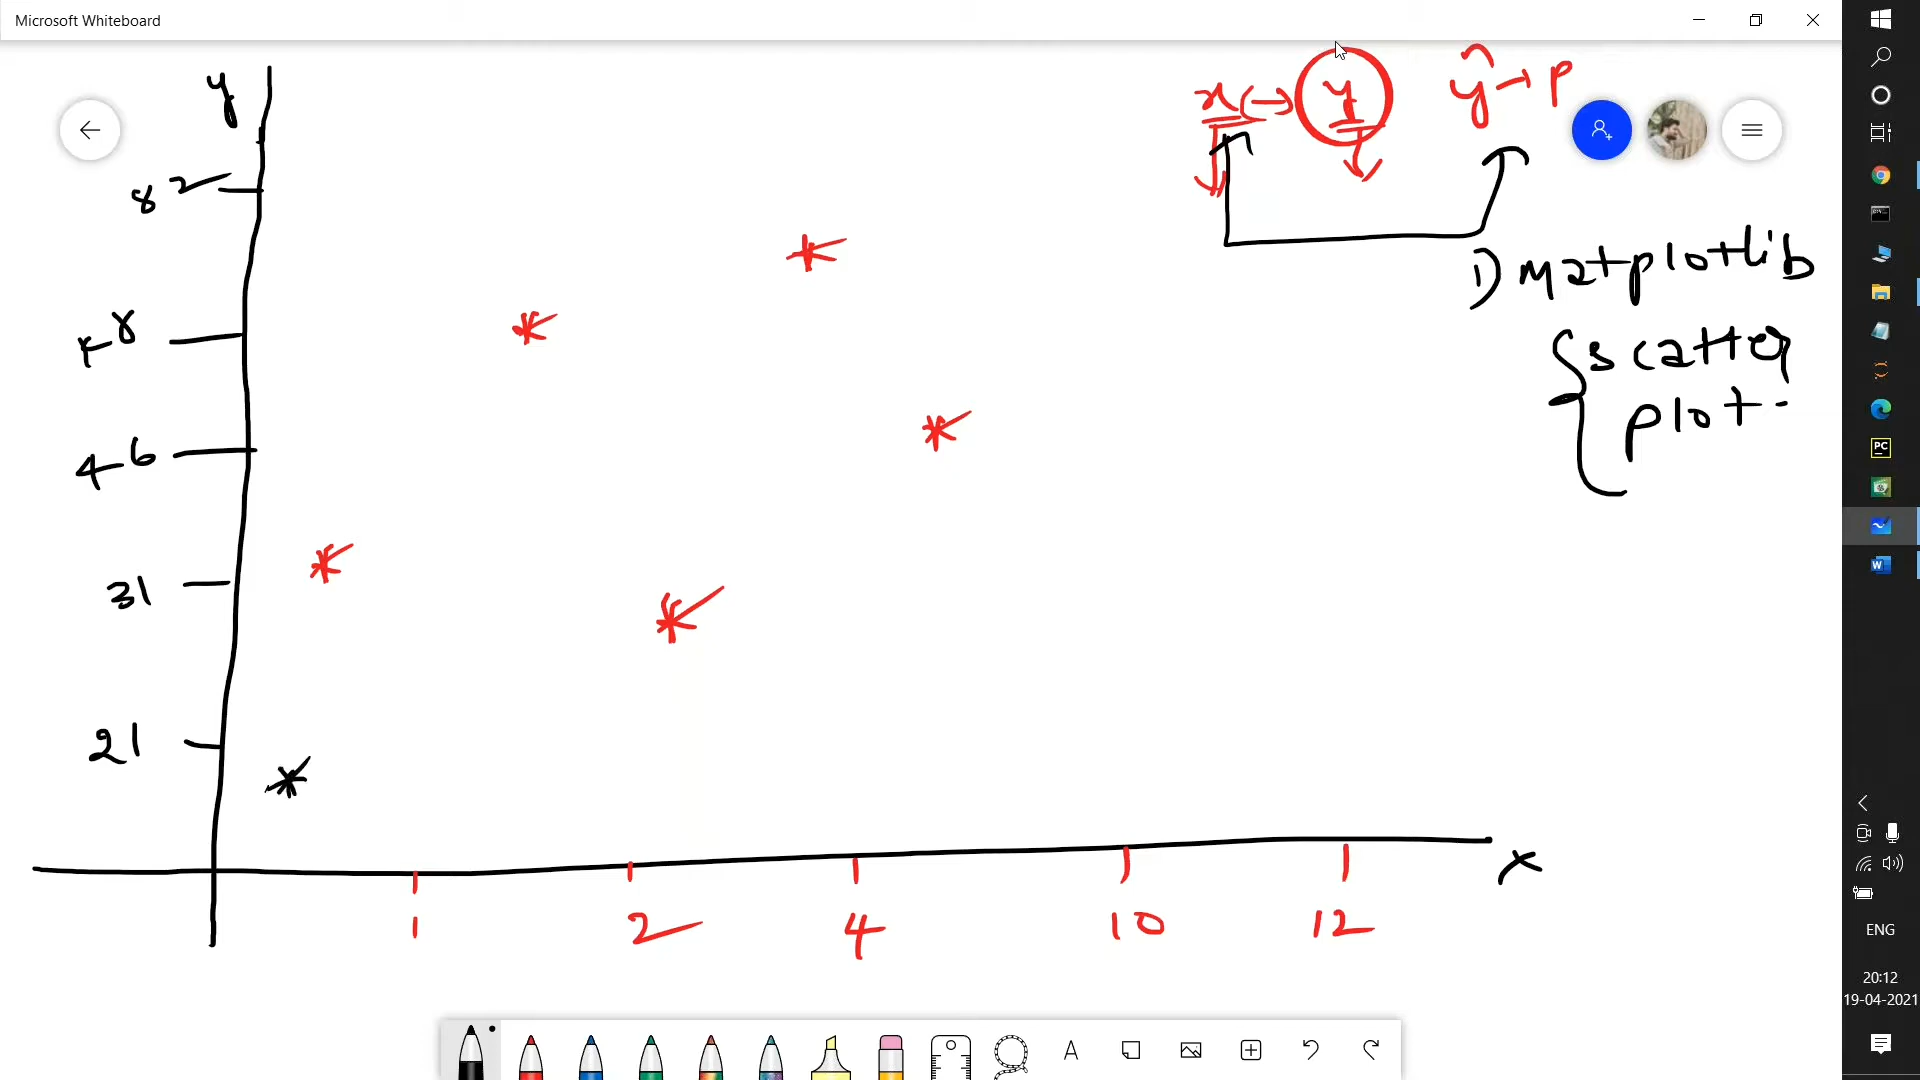 Microsoft Whiteboard
y
x ↔ y ŷ → p
82
1) matplotlib
scatter
plot
46
31
21
x
1 2 4 10 12
PC
W
A
ENG
20:12
19-04-2021